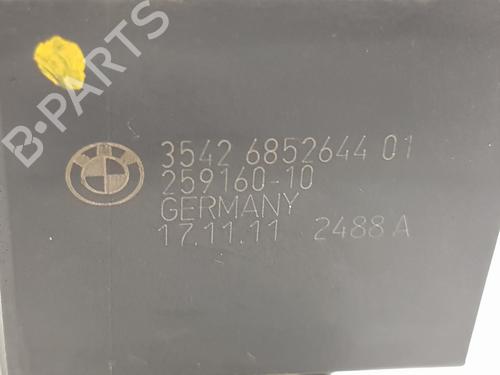 B-PARTS
3542 6852644 01
259160-10
GERMANY
17.11.11 2488 A